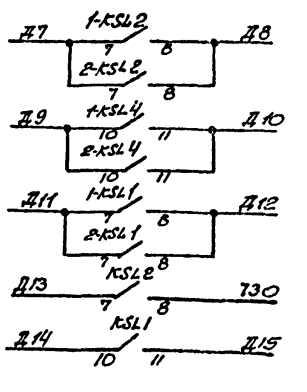 1-KSL2
Д7 7 8 Д8
2-KSL2
7 8
1-KSL4
Д9 10 11 Д10
2-KSL4
10 11
1-KSL1
Д11 7 8 Д12
2-KSL1
7 8
KSL2
Д13 7 8 730
KSL1
Д14 10 11 Д15